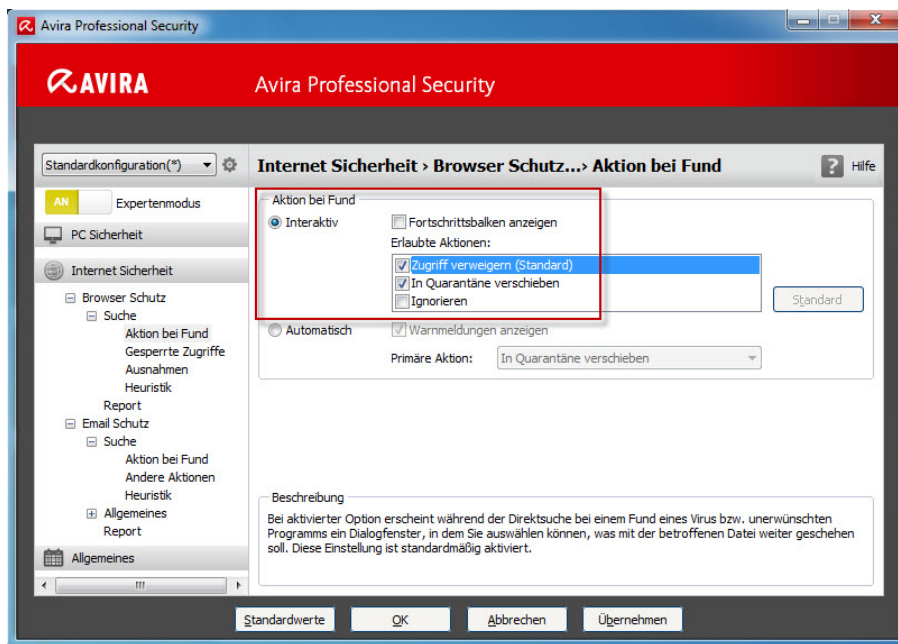 Avira Professional Security
AVIRA
Avira Professional Security
Standardkonfiguration(*)
Internet Sicherheit › Browser Schutz...› Aktion bei Fund
? Hilfe
AN Expertenmodus
PC Sicherheit
Internet Sicherheit
Browser Schutz
Suche
Aktion bei Fund
Gesperrte Zugriffe
Ausnahmen
Heuristik
Report
Email Schutz
Suche
Aktion bei Fund
Andere Aktionen
Heuristik
Allgemeines
Report
Allgemeines
Aktion bei Fund
Interaktiv
Fortschrittsbalken anzeigen
Erlaubte Aktionen:
Zugriff verweigern (Standard)
In Quarantäne verschieben
Ignorieren
Standard
Automatisch
Warnmeldungen anzeigen
Primäre Aktion: In Quarantäne verschieben
Beschreibung
Bei aktivierter Option erscheint während der Direktsuche bei einem Fund eines Virus bzw. unerwünschten
Programms ein Dialogfenster, in dem Sie auswählen können, was mit der betroffenen Datei weiter geschehen
soll. Diese Einstellung ist standardmäßig aktiviert.
Standardwerte OK Abbrechen Übernehmen